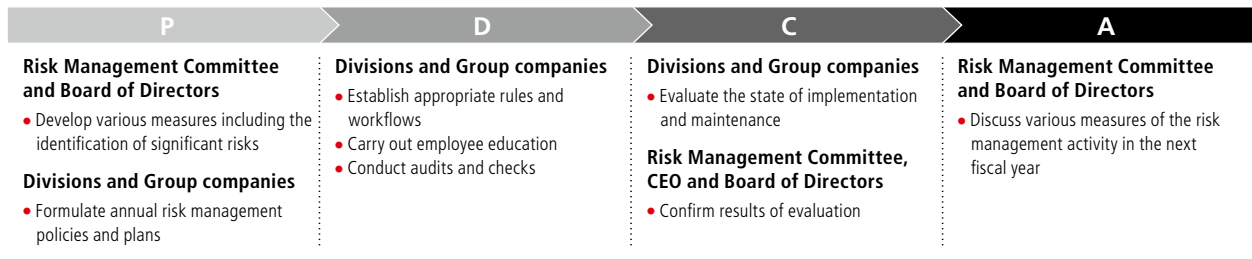 P
D
C
A
Risk Management Committee
and Board of Directors
• Develop various measures including the
identification of significant risks
Divisions and Group companies
• Formulate annual risk management
policies and plans
Divisions and Group companies
• Establish appropriate rules and
workflows
• Carry out employee education
• Conduct audits and checks
Divisions and Group companies
• Evaluate the state of implementation
and maintenance
Risk Management Committee,
CEO and Board of Directors
• Confirm results of evaluation
Risk Management Committee
and Board of Directors
• Discuss various measures of the risk
management activity in the next
fiscal year